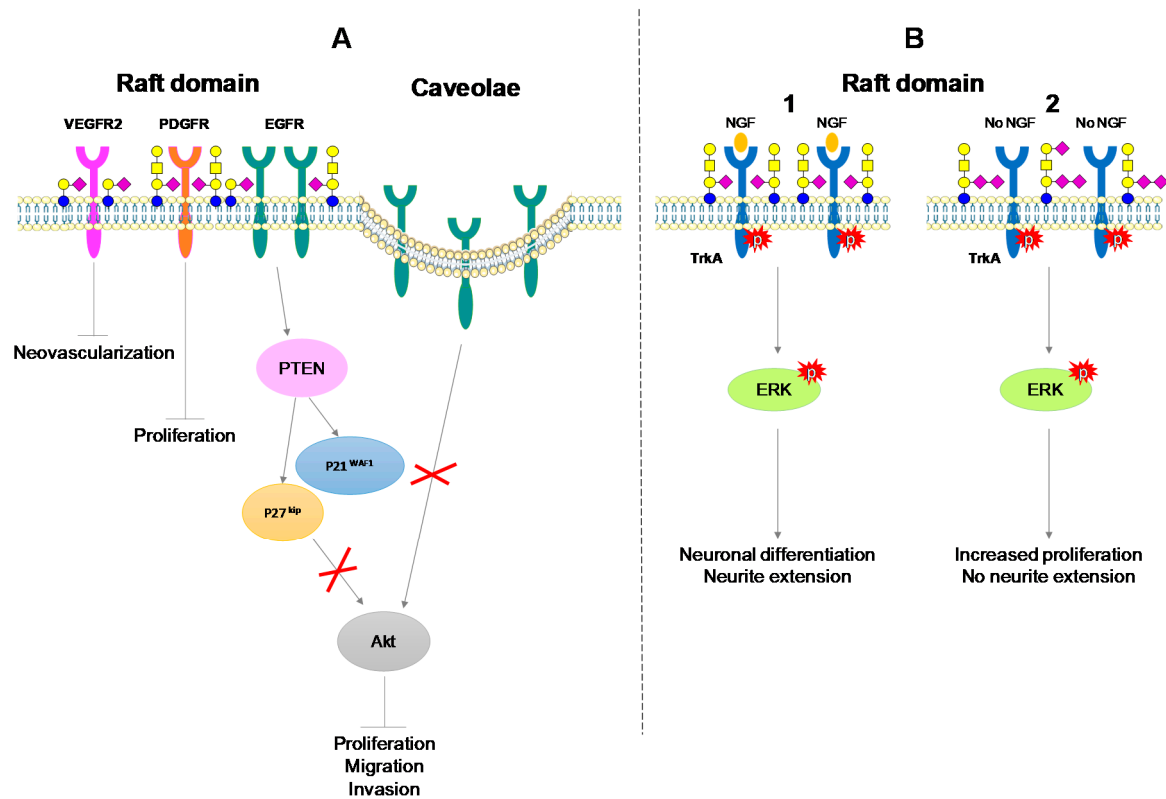 A
Raft domain
Caveolae
VEGFR2
PDGFR
EGFR
Neovascularization
Proliferation
PTEN
P21 WAF1
P27 kip
Akt
Proliferation
Migration
Invasion
B
Raft domain
1
2
NGF
NGF
No NGF
No NGF
p
p
p
p
TrkA
TrkA
p
p
ERK
ERK
Neuronal differentiation
Neurite extension
Increased proliferation
No neurite extension